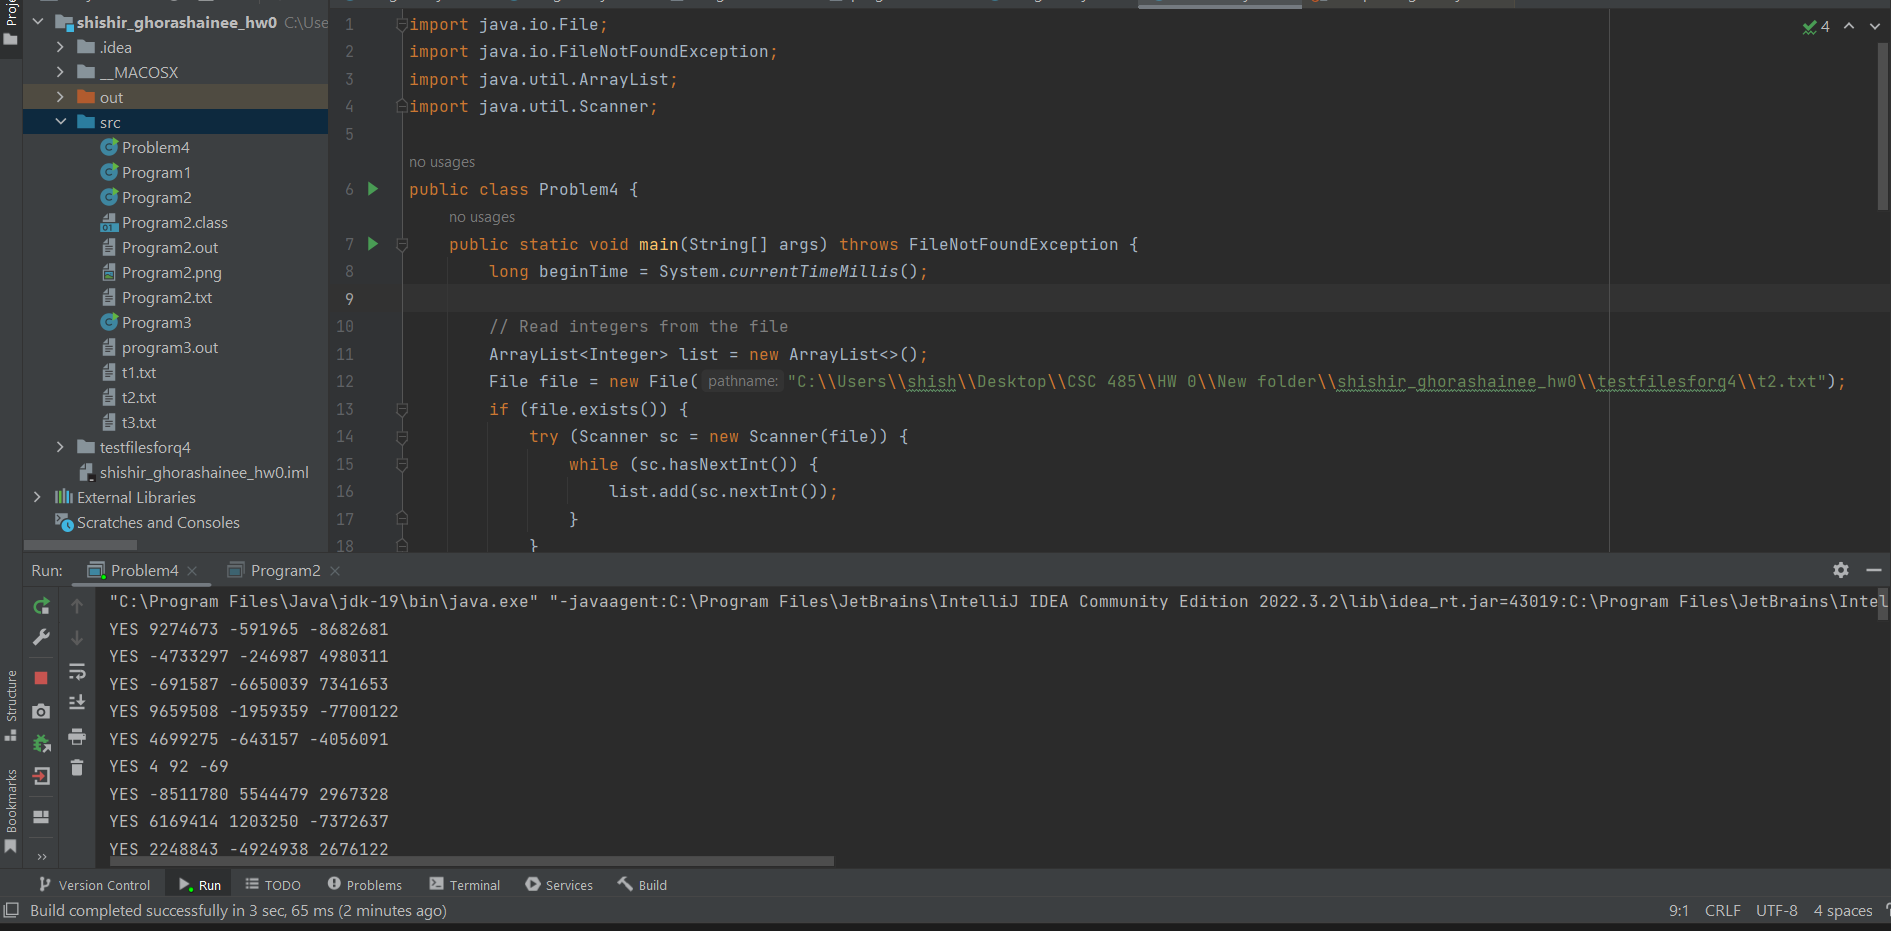 shishir_ghorashainee_hw0 C:\Use
.idea
__MACOSX
out
src
Problem4
Program1
Program2
Program2.class
Program2.out
Program2.png
Program2.txt
Program3
program3.out
t1.txt
t2.txt
t3.txt
testfilesforq4
shishir_ghorashainee_hw0.iml
External Libraries
Scratches and Consoles
4
1 import java.io.File;
2 import java.io.FileNotFoundException;
3 import java.util.ArrayList;
4 import java.util.Scanner;
5
no usages
6 public class Problem4 {
no usages
7 public static void main(String[] args) throws FileNotFoundException {
8 long beginTime = System.currentTimeMillis();
9
10 // Read integers from the file
11 ArrayList<Integer> list = new ArrayList<>();
12 File file = new File( pathname: "C:\\Users\\shish\\Desktop\\CSC 485\\HW 0\\New folder\\shishir_ghorashainee_hw0\\testfilesforq4\\t2.txt");
13 if (file.exists()) {
14 try (Scanner sc = new Scanner(file)) {
15 while (sc.hasNextInt()) {
16 list.add(sc.nextInt());
17 }
18 }
Run: Problem4 Program2
"C:\Program Files\Java\jdk-19\bin\java.exe" "-javaagent:C:\Program Files\JetBrains\IntelliJ IDEA Community Edition 2022.3.2\lib\idea_rt.jar=43019:C:\Program Files\JetBrains\Intel
YES 9274673 -591965 -8682681
YES -4733297 -246987 4980311
YES -691587 -6650039 7341653
YES 9659508 -1959359 -7700122
YES 4699275 -643157 -4056091
YES 4 92 -69
YES -8511780 5544479 2967328
YES 6169414 1203250 -7372637
YES 2248843 -4924938 2676122
Structure
Bookmarks
Version Control Run TODO Problems Terminal Services Build
Build completed successfully in 3 sec, 65 ms (2 minutes ago)
9:1 CRLF UTF-8 4 spaces